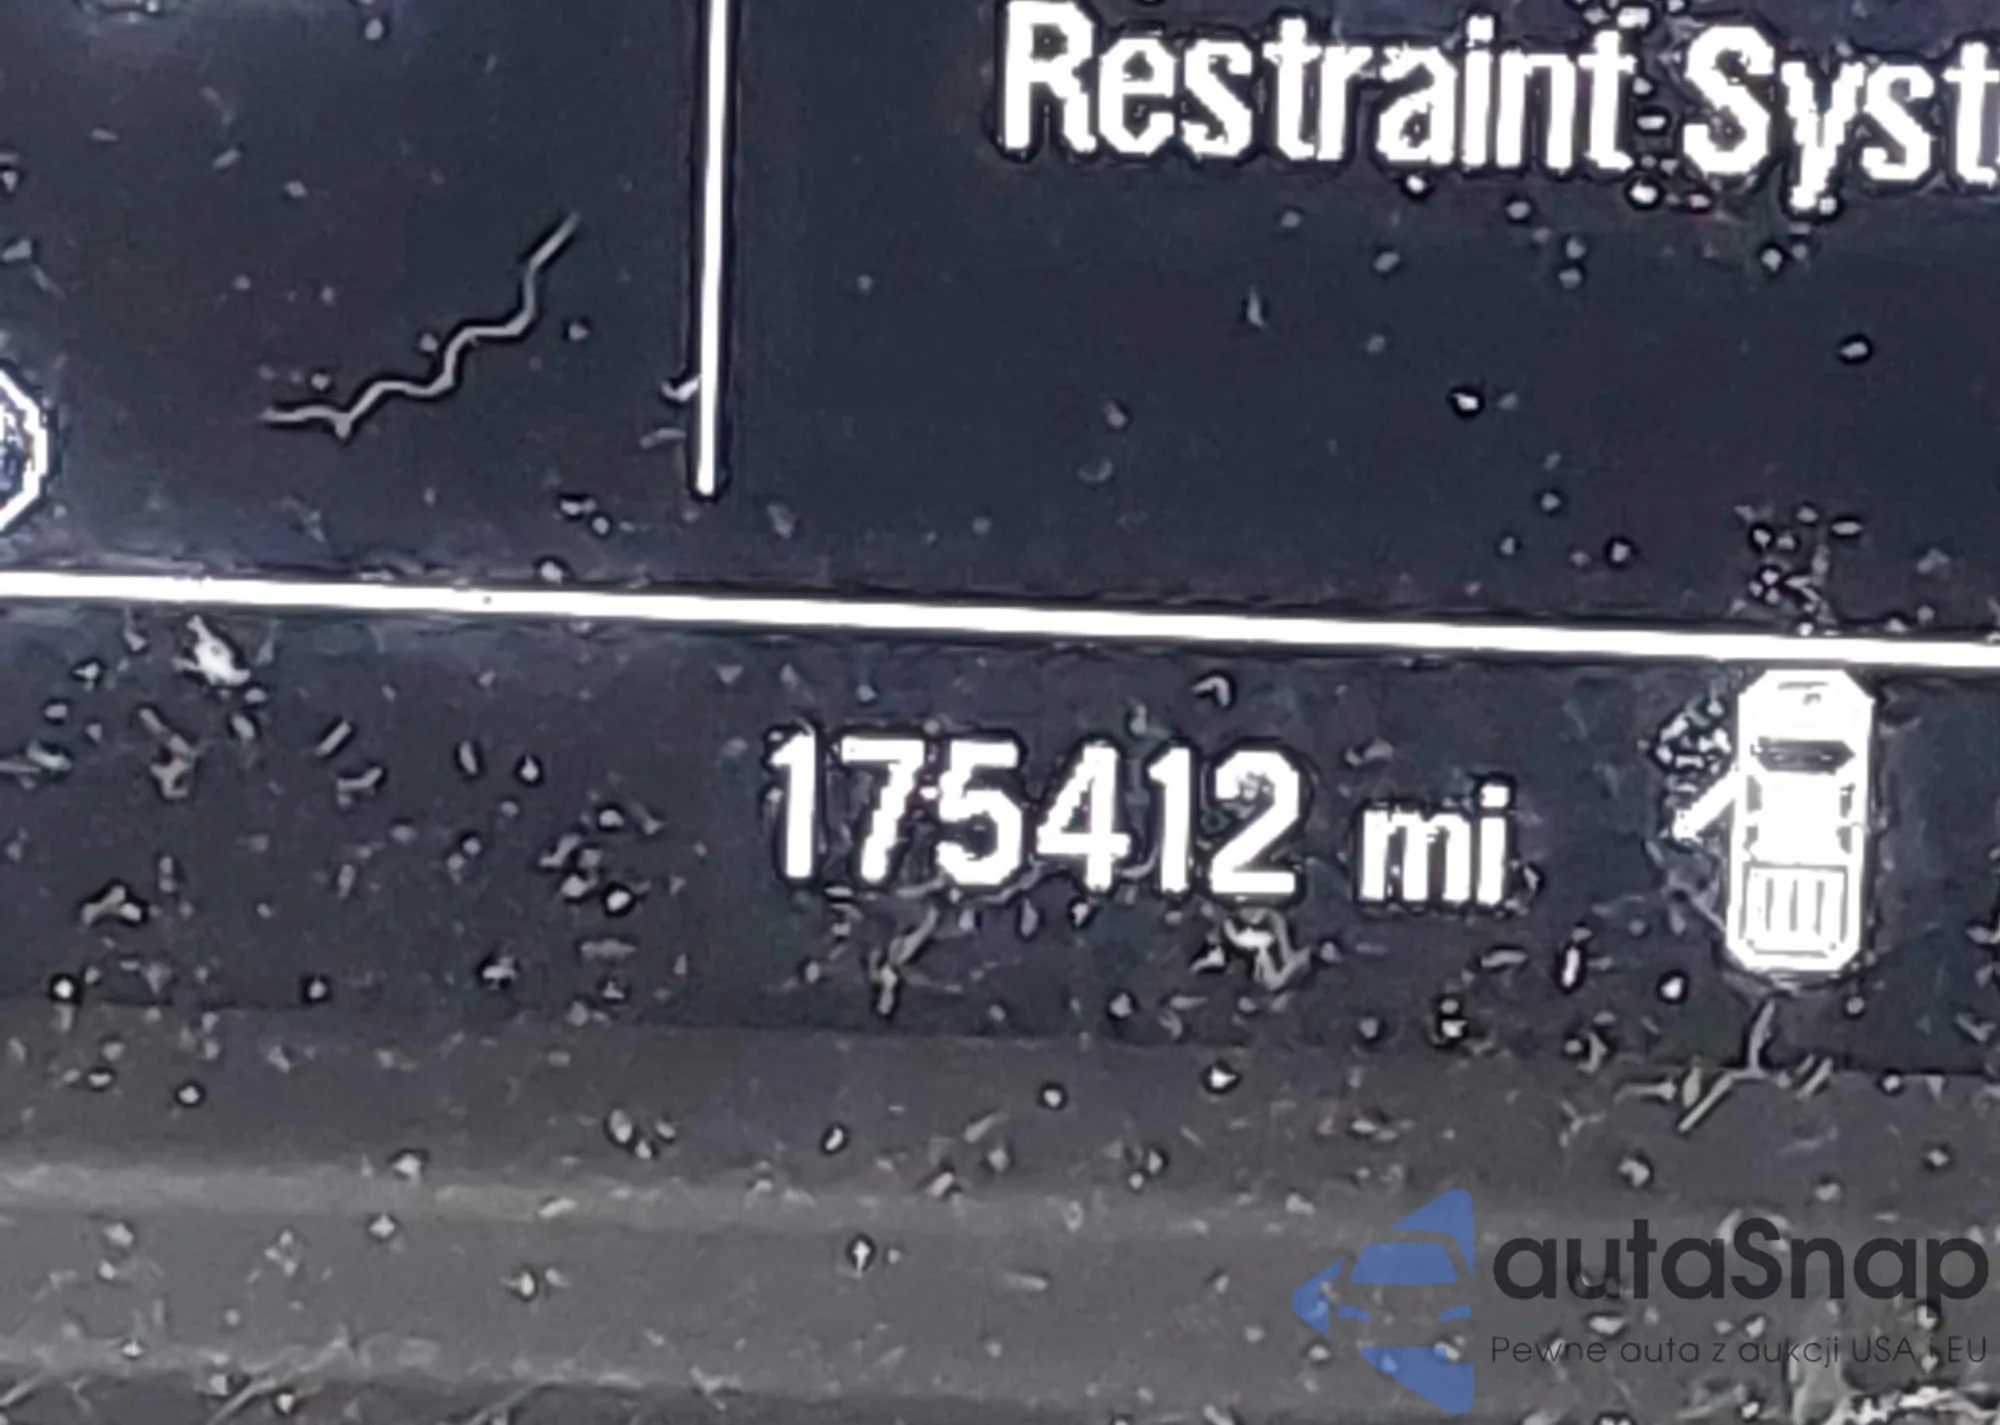 Restraint Syst
175412 mi
autaSnap
Pewne auta z aukcji USA i EU